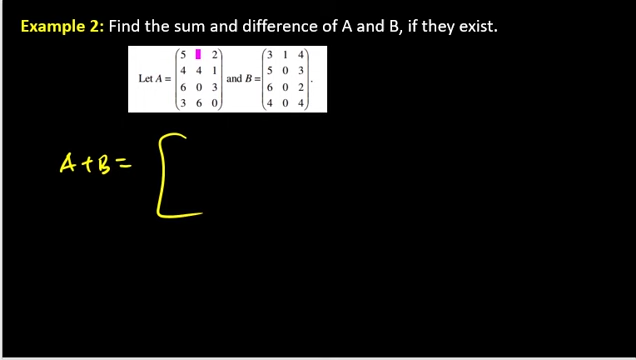 Example 2: Find the sum and difference of A and B, if they exist.
5 2 3 1 4
4 4 1 5 0 3
Let A = and B = .
6 0 3 6 0 2
3 6 0 4 0 4
A+B=